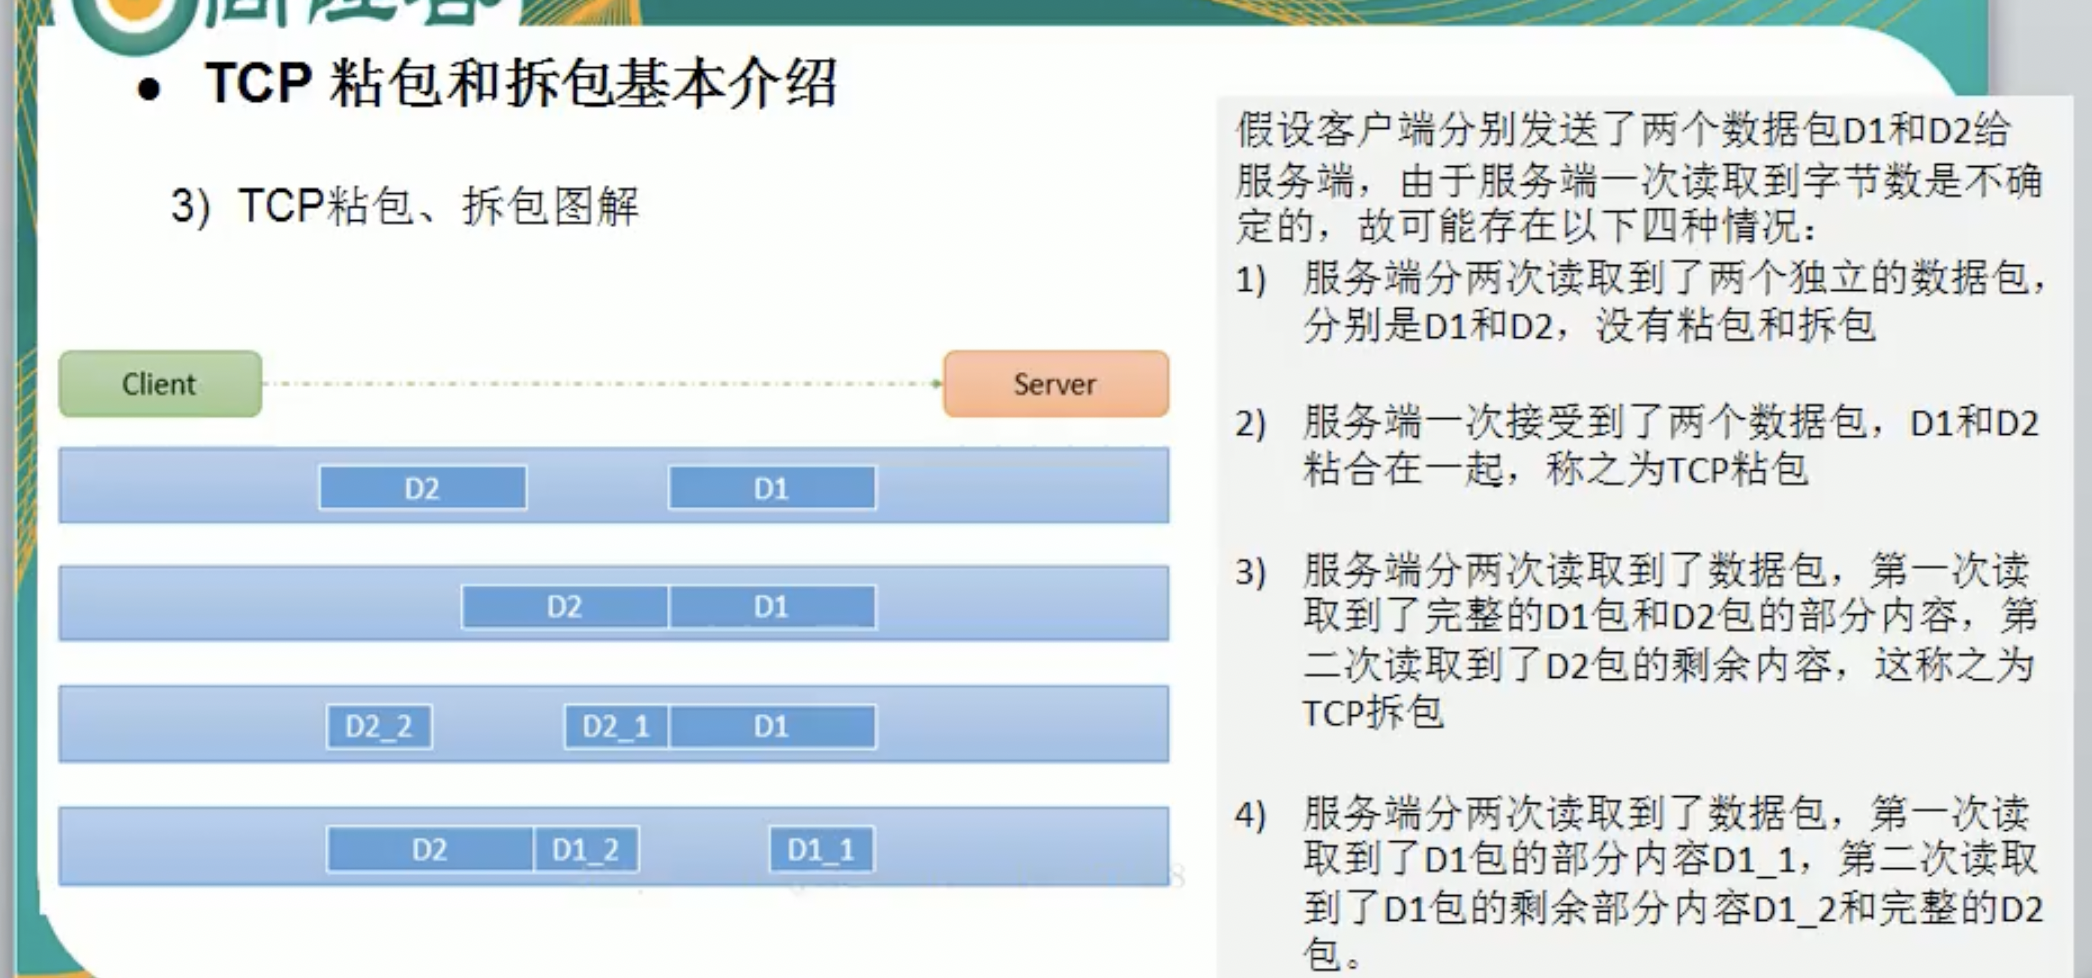 ● TCP 粘包和拆包基本介绍
3) TCP粘包、拆包图解
Client
Server
D2 D1
D2 D1
D2_2 D2_1 D1
D2 D1_2 D1_1
假设客户端分别发送了两个数据包D1和D2给
服务端，由于服务端一次读取到字节数是不确
定的，故可能存在以下四种情况：
1) 服务端分两次读取到了两个独立的数据包，
分别是D1和D2，没有粘包和拆包
2) 服务端一次接受到了两个数据包，D1和D2
粘合在一起，称之为TCP粘包
3) 服务端分两次读取到了数据包，第一次读
取到了完整的D1包和D2包的部分内容，第
二次读取到了D2包的剩余内容，这称之为
TCP拆包
4) 服务端分两次读取到了数据包，第一次读
取到了D1包的部分内容D1_1，第二次读取
到了D1包的剩余部分内容D1_2和完整的D2
包。